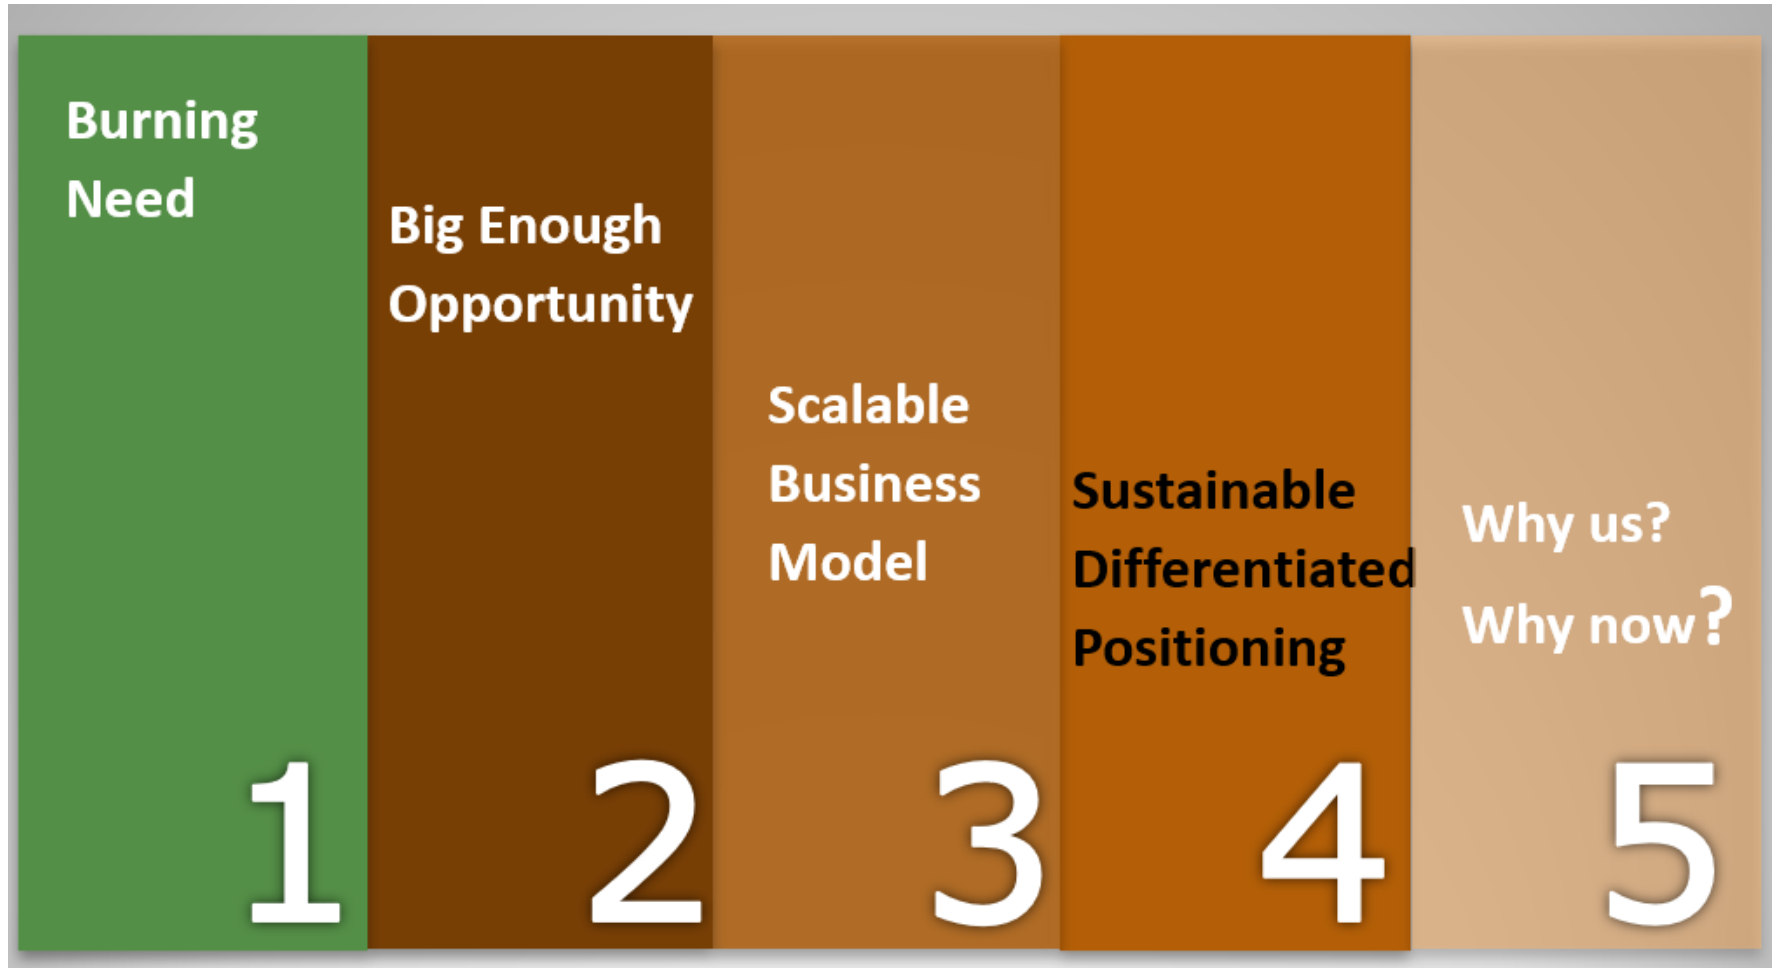 Burning
Need
1
Big Enough
Opportunity
2
Scalable
Business
Model
3
Sustainable
Differentiated
Positioning
4
Why us?
Why now?
5